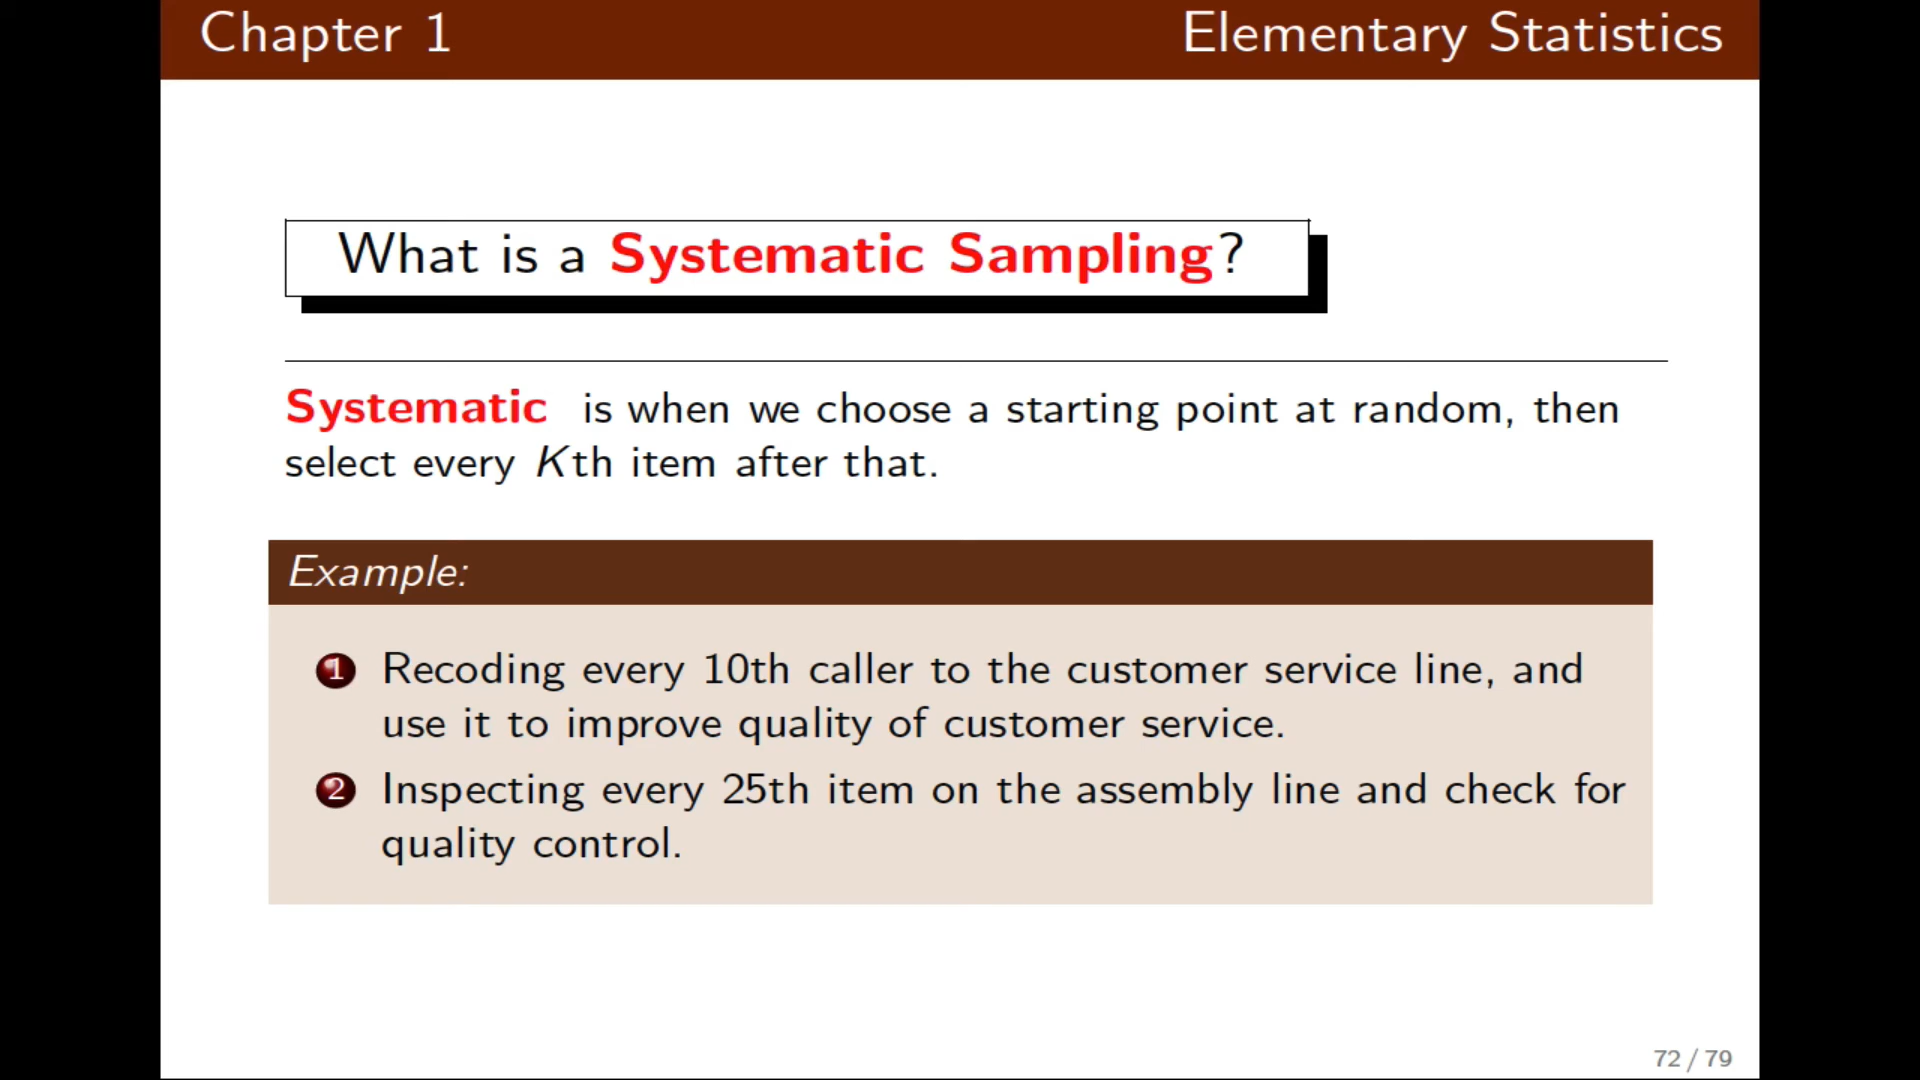 Chapter 1 Elementary Statistics
What is a Systematic Sampling?
Systematic is when we choose a starting point at random, then
select every Kth item after that.
Example:
1 Recoding every 10th caller to the customer service line, and
use it to improve quality of customer service.
2 Inspecting every 25th item on the assembly line and check for
quality control.
72 / 79